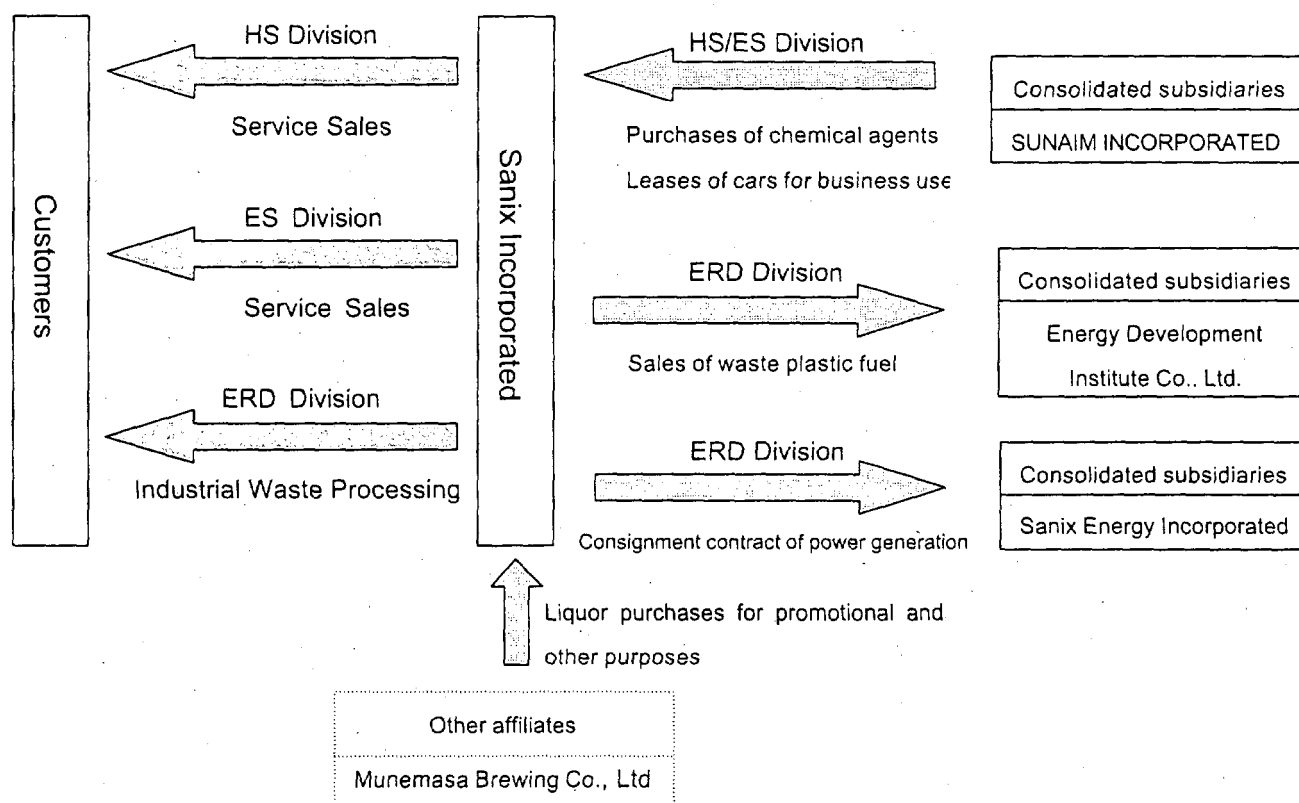 Customers
HS Division
Service Sales
ES Division
Service Sales
ERD Division
Industrial Waste Processing
Sanix Incorporated
HS/ES Division
Purchases of chemical agents
Leases of cars for business use
ERD Division
Sales of waste plastic fuel
ERD Division
Consignment contract of power generation
Consolidated subsidiaries
SUNAIM INCORPORATED
Consolidated subsidiaries
Energy Development
Institute Co., Ltd.
Consolidated subsidiaries
Sanix Energy Incorporated
Liquor purchases for promotional and
other purposes
Other affiliates
Munemasa Brewing Co., Ltd